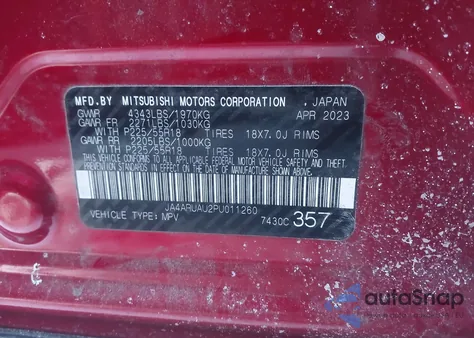 MFD.BY MITSUBISHI MOTORS CORPORATION , JAPAN
GVWR 4343LBS/1970KG APR 2023
GAWR FR 2271LBS/1030KG
WITH P225/55R18 TIRES 18X7.0J RIMS
GAWR RR 2205LBS/1000KG
WITH P225/55R18 TIRES 18X7.0J RIMS
THIS VEHICLE CONFORMS TO ALL APPLICABLE FEDERAL MOTOR VEHICLE
SAFETY, BUMPER, AND THEFT PREVENTION STANDARDS IN EFFECT
ON THE DATE OF MANUFACTURE SHOWN ABOVE.
JA4ARUAU2PU011260
VEHICLE TYPE: MPV 7430C 357
autoSnap